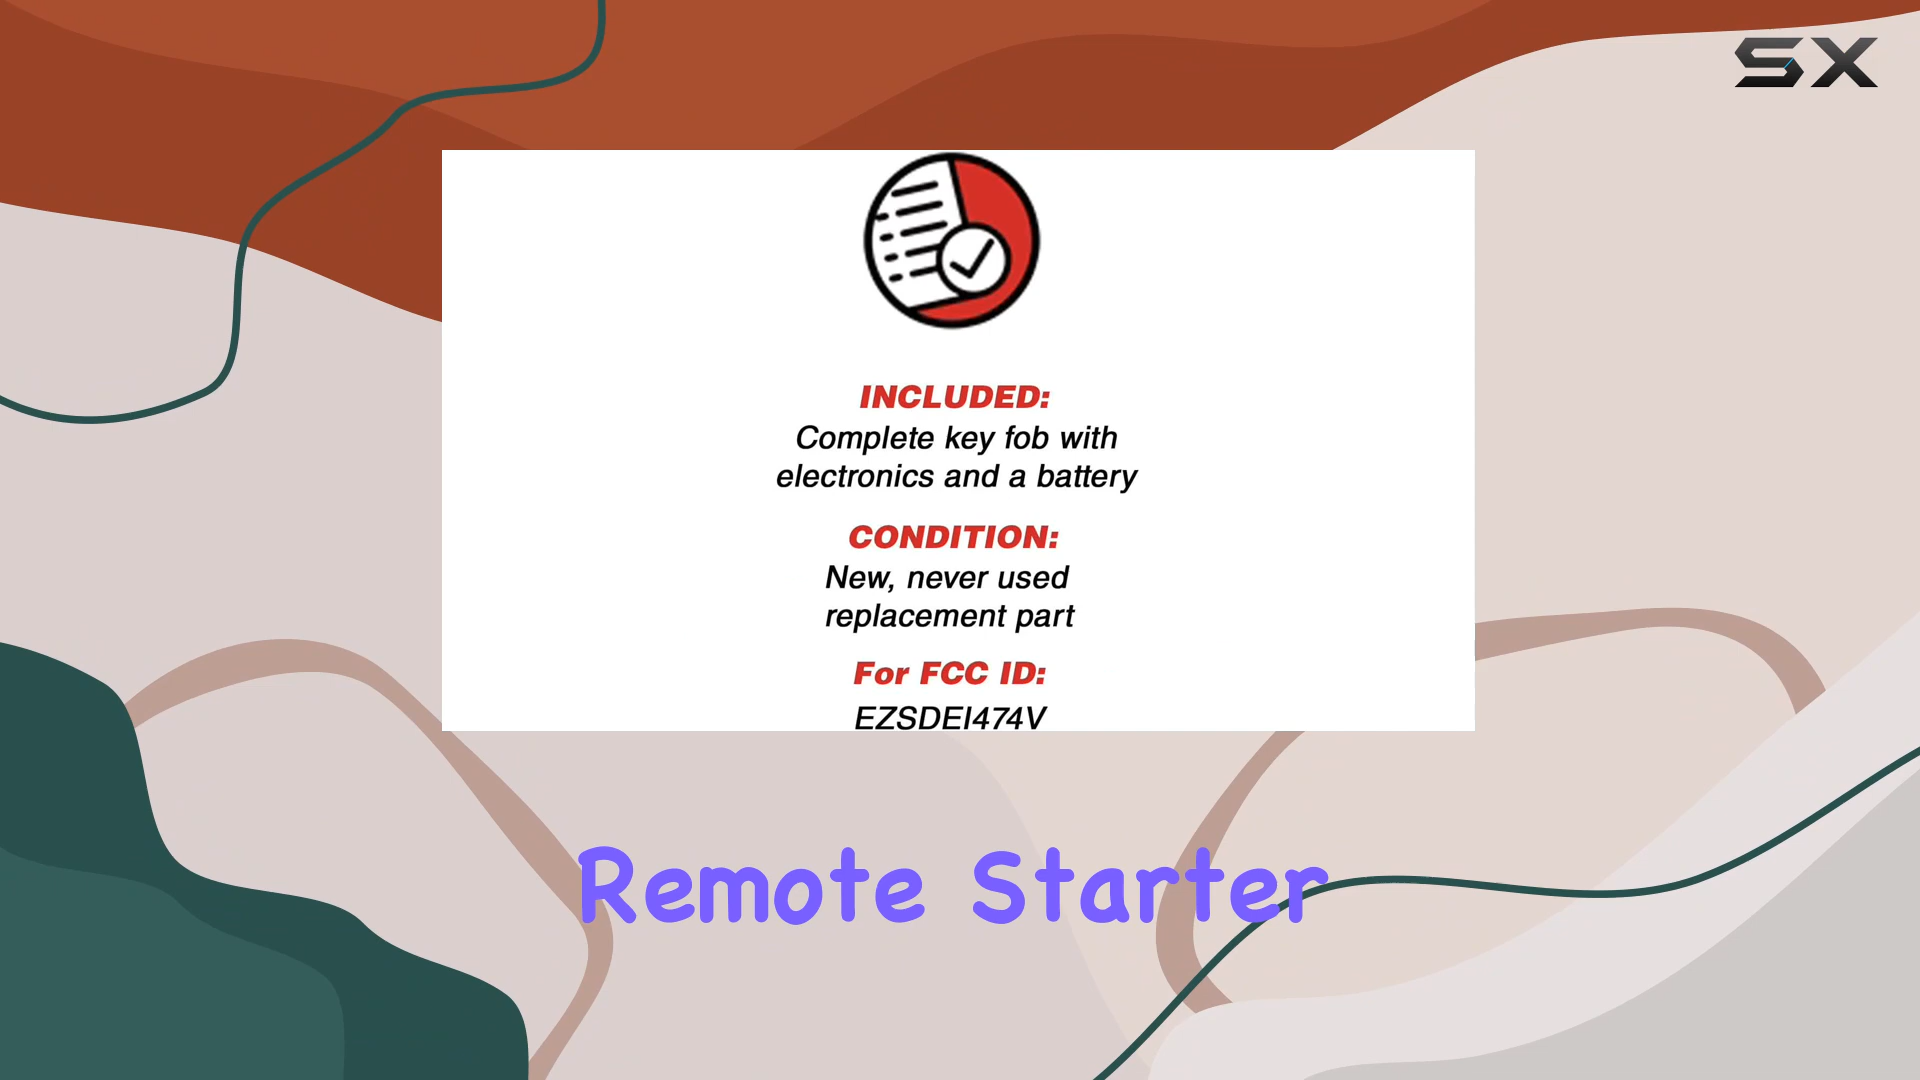 SX
INCLUDED:
Complete key fob with
electronics and a battery
CONDITION:
New, never used
replacement part
For FCC ID:
EZSDEI474V
Remote Starter